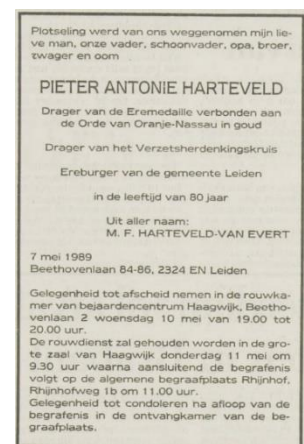 Plotseling werd van ons weggenomen mijn lie-
ve man, onze vader, schoonvader, opa, broer,
zwager en oom
PIETER ANTONIE HARTEVELD
Drager van de Eremedaille verbonden aan
de Orde van Oranje-Nassau in goud
Drager van het Verzetsherdenkingskruis
Ereburger van de gemeente Leiden
in de leeftijd van 80 jaar
Uit aller naam:
M. F. HARTEVELD-VAN EVERT
7 mei 1989
Beethovenlaan 84-86, 2324 EN Leiden
Gelegenheid tot afscheid nemen in de rouwka-
mer van bejaardencentrum Haagwijk, Beetho-
venlaan 2 woensdag 10 mei van 19.00 tot
20.00 uur.
De rouwdienst zal gehouden worden in de gro-
te zaal van Haagwijk donderdag 11 mei om
9.30 uur waarna aansluitend de begrafenis
volgt op de algemene begraafplaats Rhijnhof,
Rhijnhofweg 1b om 11.00 uur.
Gelegenheid tot condoleren na afloop van de
begrafenis in de ontvangkamer van de be-
graafplaats.